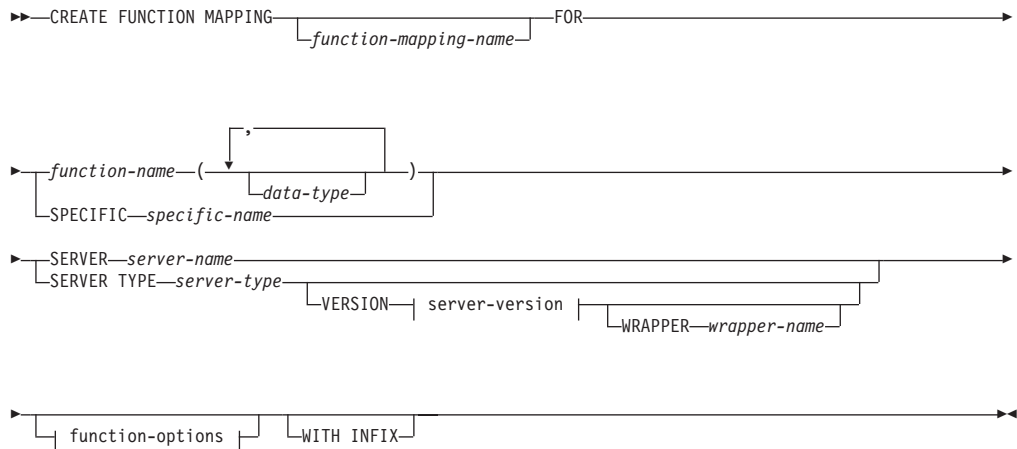 CREATE FUNCTION MAPPING FOR
function-mapping-name
,
function-name ( )
data-type
SPECIFIC specific-name
SERVER server-name
SERVER TYPE server-type
VERSION server-version
WRAPPER wrapper-name
function-options WITH INFIX